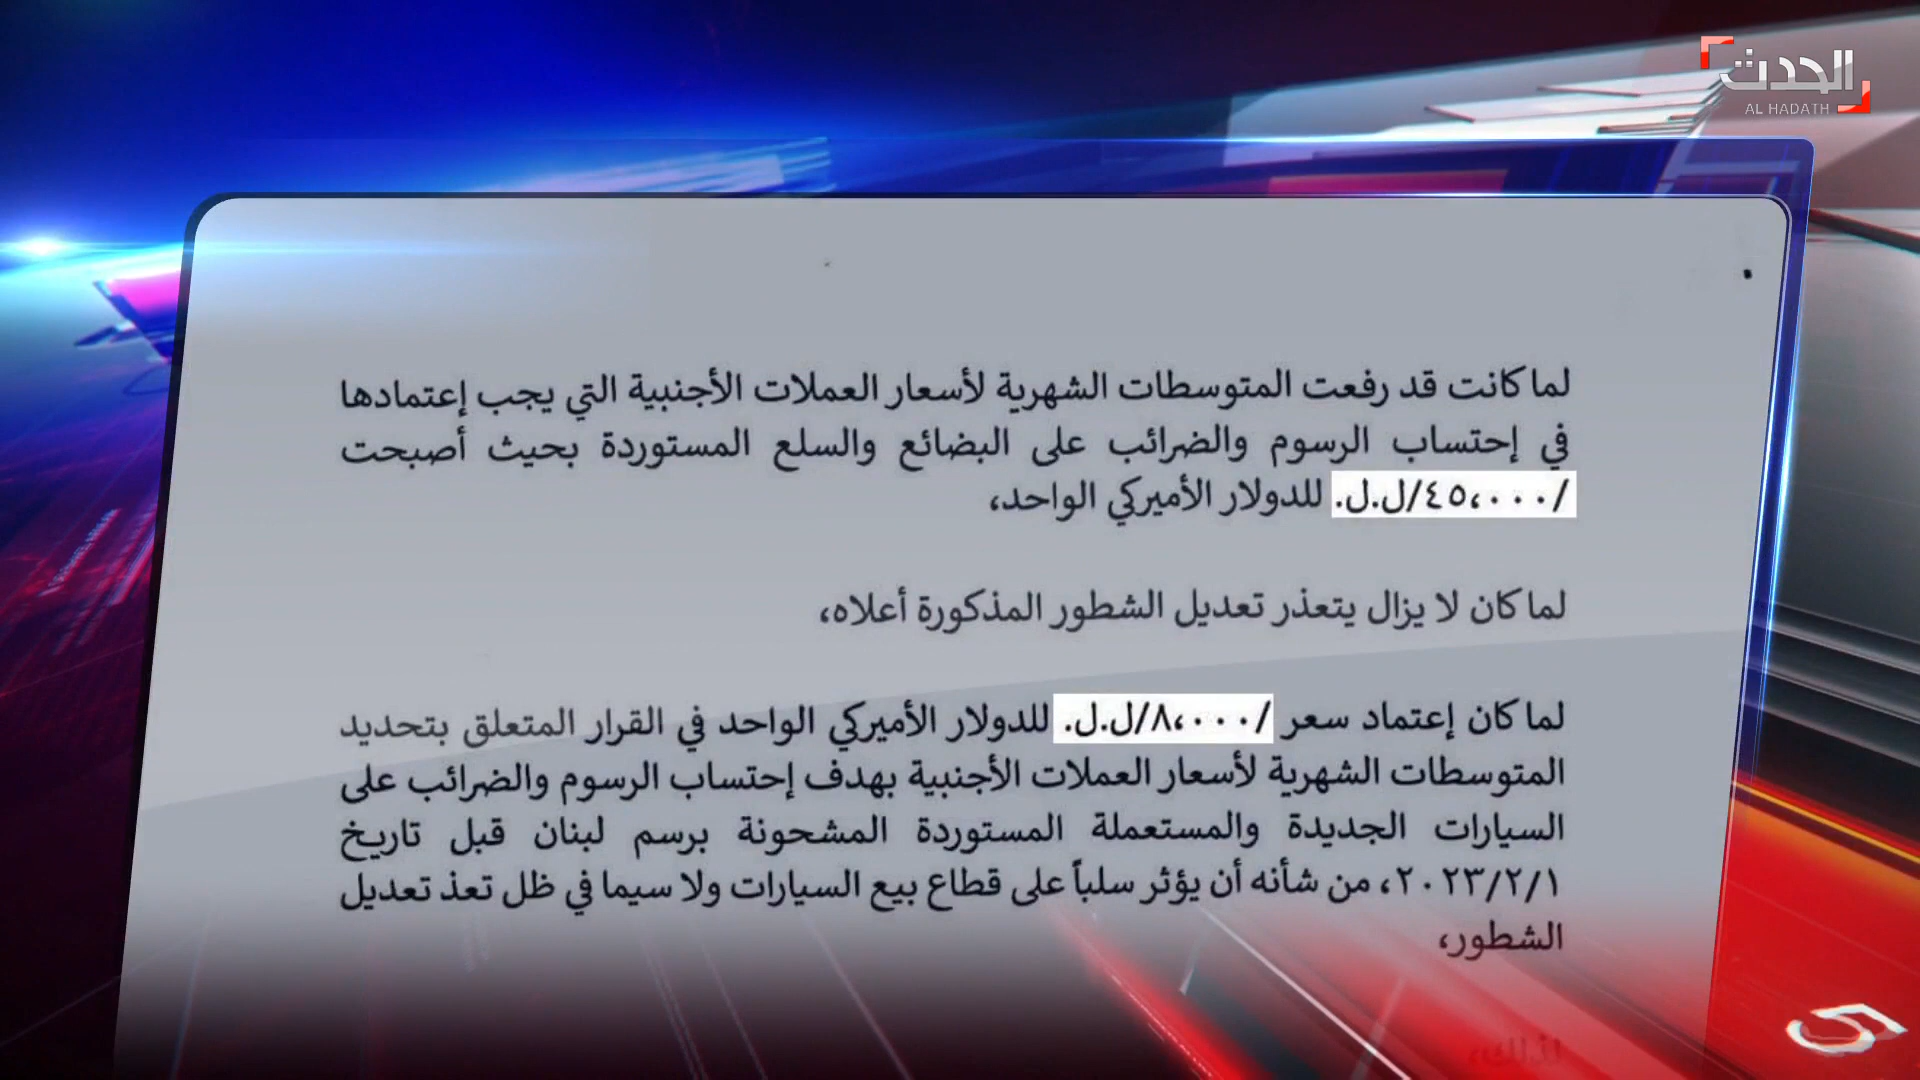 الحدث
AL HADATH
لما كانت قد رفعت المتوسطات الشهرية لأسعار العملات الأجنبية التي يجب إعتمادها
في إحتساب الرسوم والضرائب على البضائع والسلع المستوردة بحيث أصبحت
/٤٥،٠٠٠/ل.ل. للدولار الأميركي الواحد،
لما كان لا يزال يتعذر تعديل الشطور المذكورة أعلاه،
لما كان إعتماد سعر /٨،٠٠٠/ل.ل. للدولار الأميركي الواحد في القرار المتعلق بتحديد
المتوسطات الشهرية لأسعار العملات الأجنبية بهدف إحتساب الرسوم والضرائب على
السيارات الجديدة والمستعملة المستوردة المشحونة برسم لبنان قبل تاريخ
٢٠٢٣/٢/١، من شأنه أن يؤثر سلباً على قطاع بيع السيارات ولا سيما في ظل تعذ تعديل
الشطور،